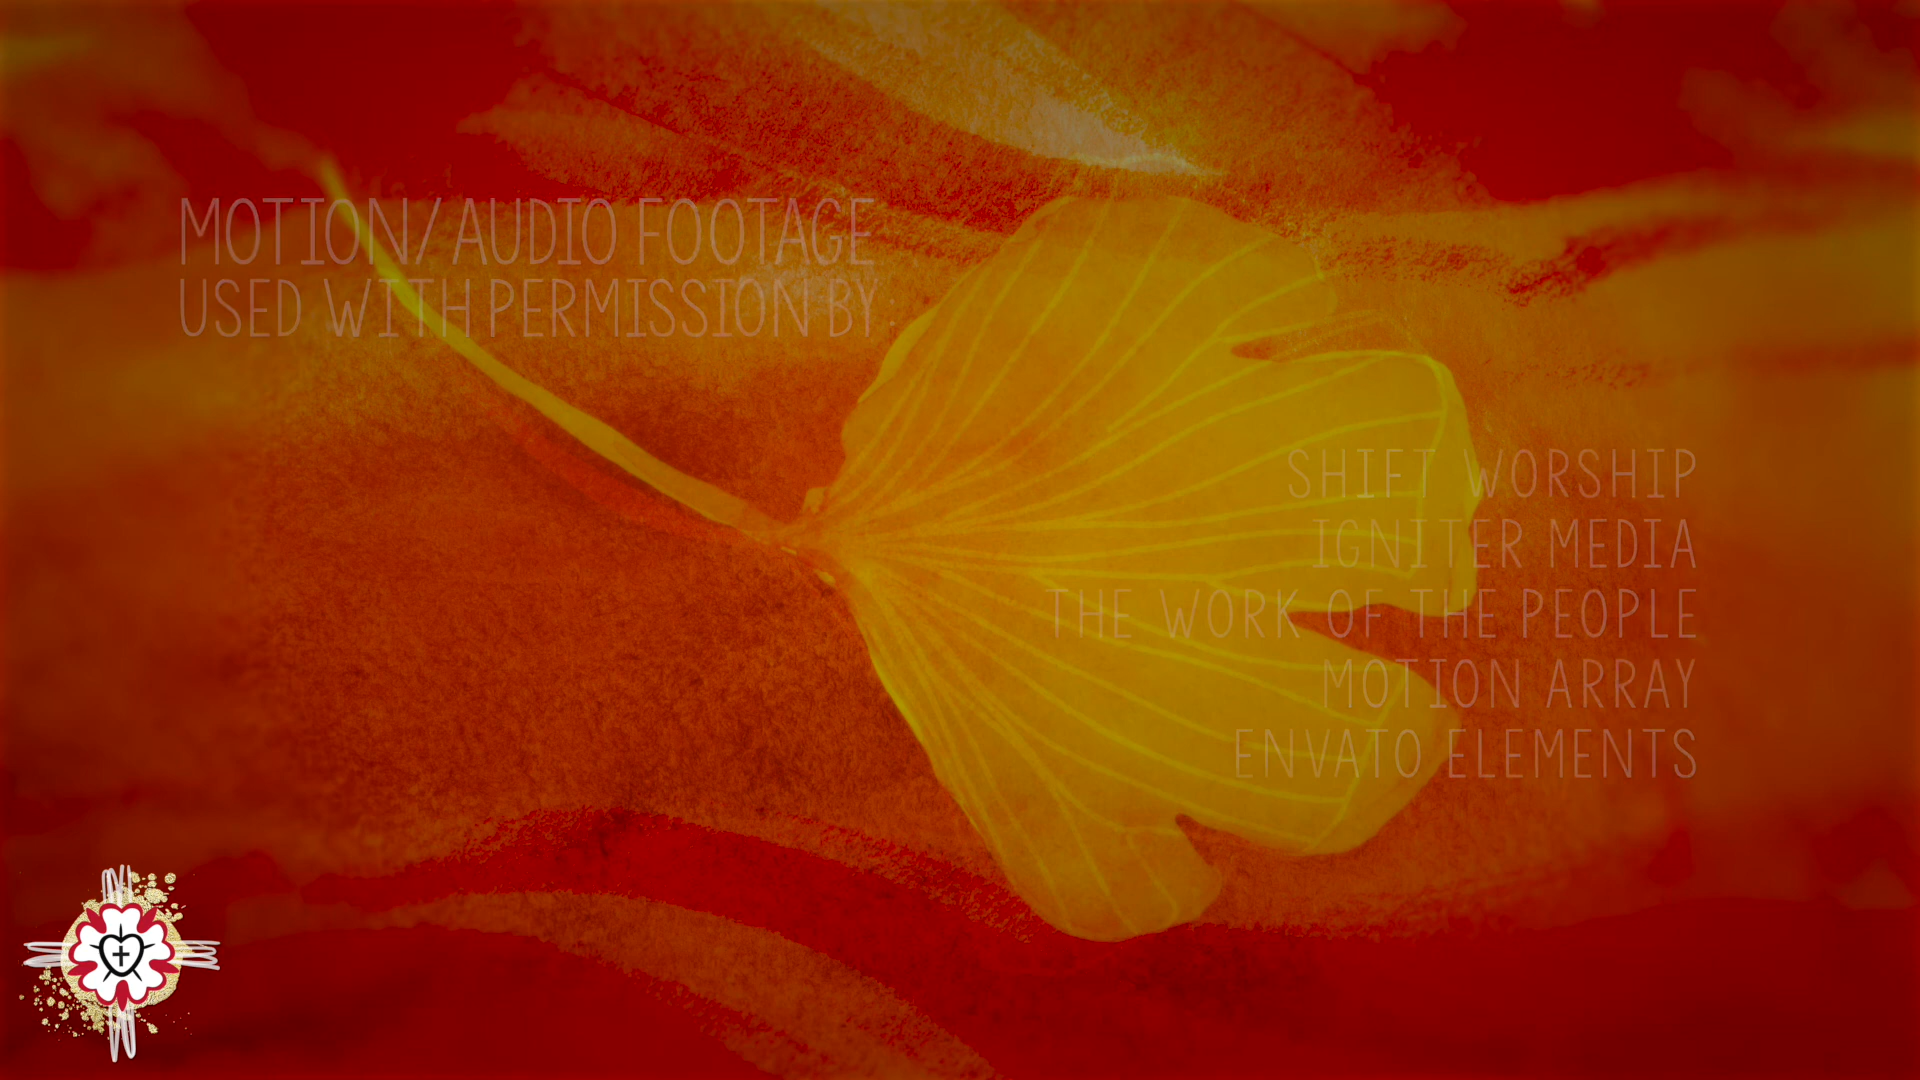 MOTION/AUDIO FOOTAGE
USED WITH PERMISSION BY:
SHIFT WORSHIP
IGNITER MEDIA
THE WORK OF THE PEOPLE
MOTION ARRAY
ENVATO ELEMENTS